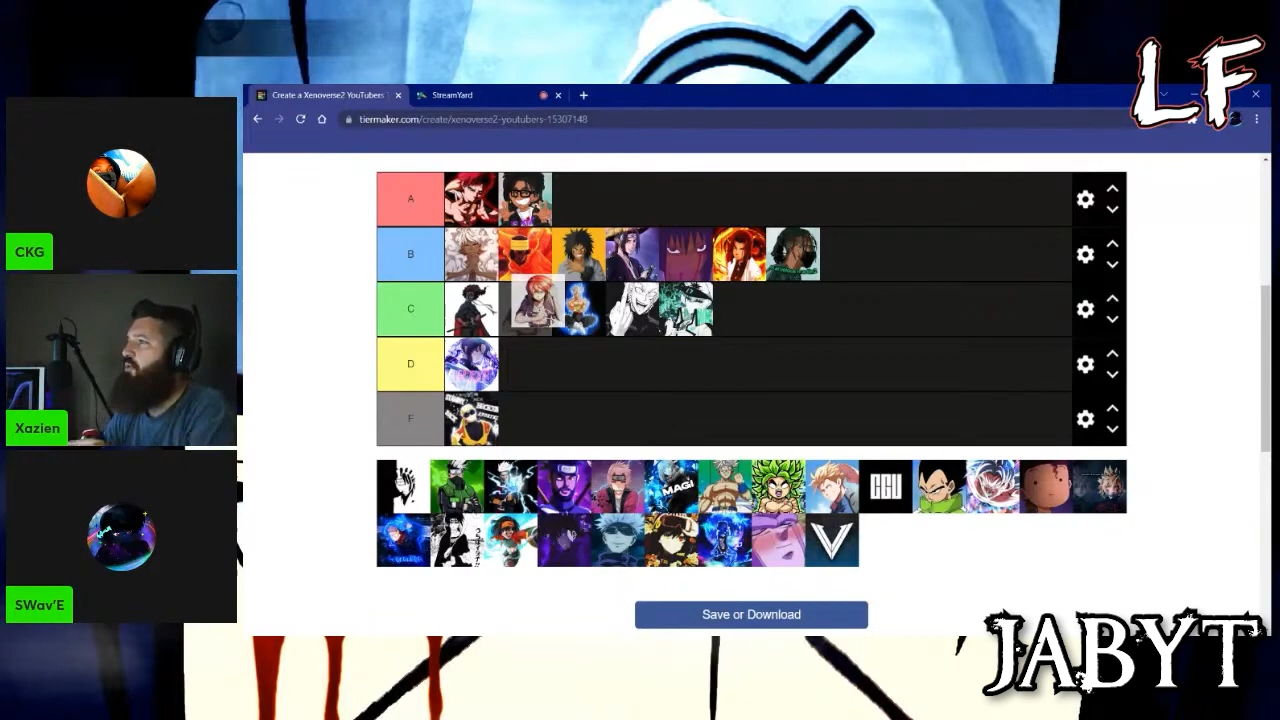 LF
Create a Xenoverse2 YouTubers
StreamYard
tiermaker.com/create/xenoverse2-youtubers-15307148
A
B
C
D
F
CKG
Xazien
SWav'E
MAGI
CCU
Save or Download
JABYT